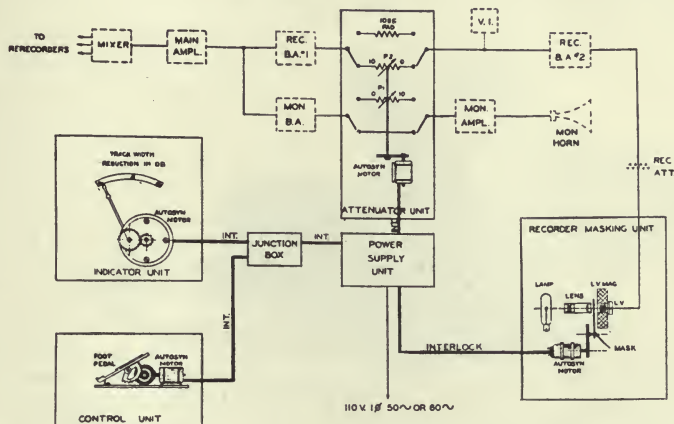 TO
RERECORDERS
MIXER
MAIN
AMPL.
REC.
B.A.#1
MON.
B.A.
10DB
PAD
P2
10 0
P1
0 10
AUTOSYN
MOTOR
ATTENUATOR UNIT
V. I.
REC.
B.A.#2
MON.
AMPL.
MON
HORN
REC
ATT
TRACK WIDTH
REDUCTION IN DB
AUTOSYN
MOTOR
INDICATOR UNIT
INT.
JUNCTION
BOX
INT.
INT.
POWER
SUPPLY
UNIT
INT.
INTERLOCK
110 V. 1Ø 50~ OR 60~
FOOT
PEDAL
AUTOSYN
MOTOR
CONTROL UNIT
RECORDER MASKING UNIT
LAMP
LENS
L.V. MAG
L.V
MASK
AUTOSYN
MOTOR